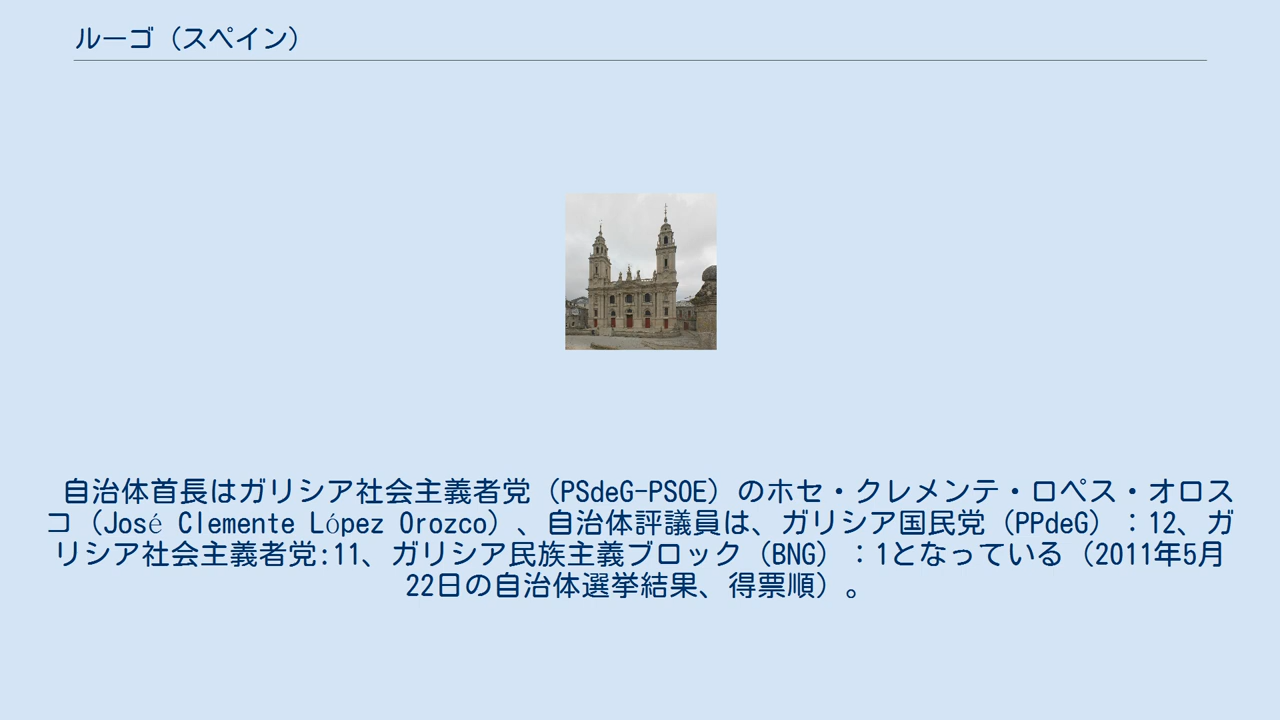 ルーゴ（スペイン）
自治体首長はガリシア社会主義者党（PSdeG-PSOE）のホセ・クレメンテ・ロペス・オロス
コ（José Clemente López Orozco）、自治体評議員は、ガリシア国民党（PPdeG）：12、ガ
リシア社会主義者党:11、ガリシア民族主義ブロック（BNG）：1となっている（2011年5月
22日の自治体選挙結果、得票順）。